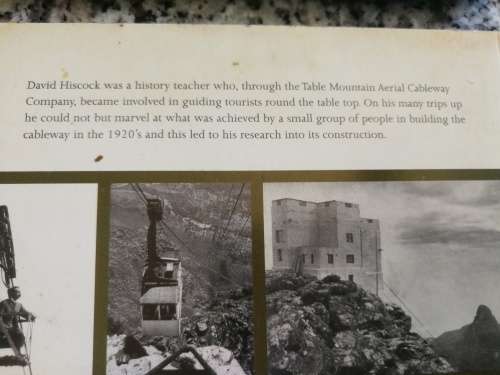 David Hiscock was a history teacher who, through the Table Mountain Aerial Cableway
Company, became involved in guiding tourists round the table top. On his many trips up
he could not but marvel at what was achieved by a small group of people in building the
cableway in the 1920's and this led to his research into its construction.